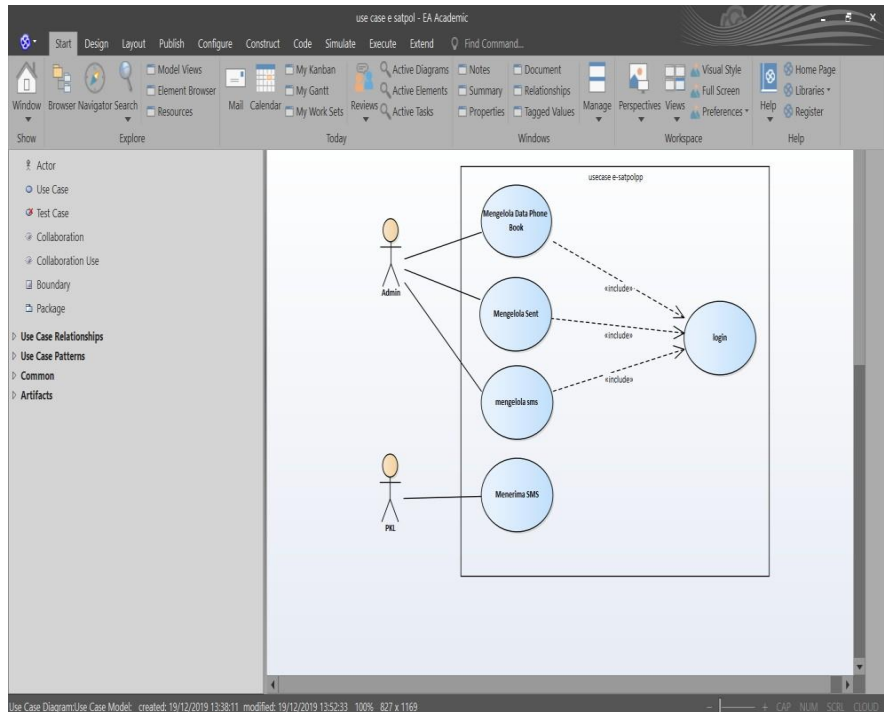 use case e satpol - EA Academic
Start Design Layout Publish Configure Construct Code Simulate Execute Extend Find Command...
Window
Show
Browser Navigator Search
Model Views
Element Browser
Resources
Explore
Mail Calendar
My Kanban
My Gantt
My Work Sets
Reviews
Active Diagrams
Active Elements
Active Tasks
Today
Notes
Summary
Properties
Document
Relationships
Tagged Values
Manage
Windows
Perspectives Views
Visual Style
Full Screen
Preferences
Workspace
Help
Home Page
Libraries
Register
Help
Actor
Use Case
Test Case
Collaboration
Collaboration Use
Boundary
Package
Use Case Relationships
Use Case Patterns
Common
Artifacts
usecase e-satpolpp
Mengelola Data Phone
Book
Admin
«include»
Mengelola Sent
«include»
login
«include»
mengelola sms
Menerima SMS
PKL
Use Case Diagram:Use Case Model: created: 19/12/2019 13:38:11 modified: 19/12/2019 13:52:33 100% 827 x 1169
CAP NUM SCRL CLOUD